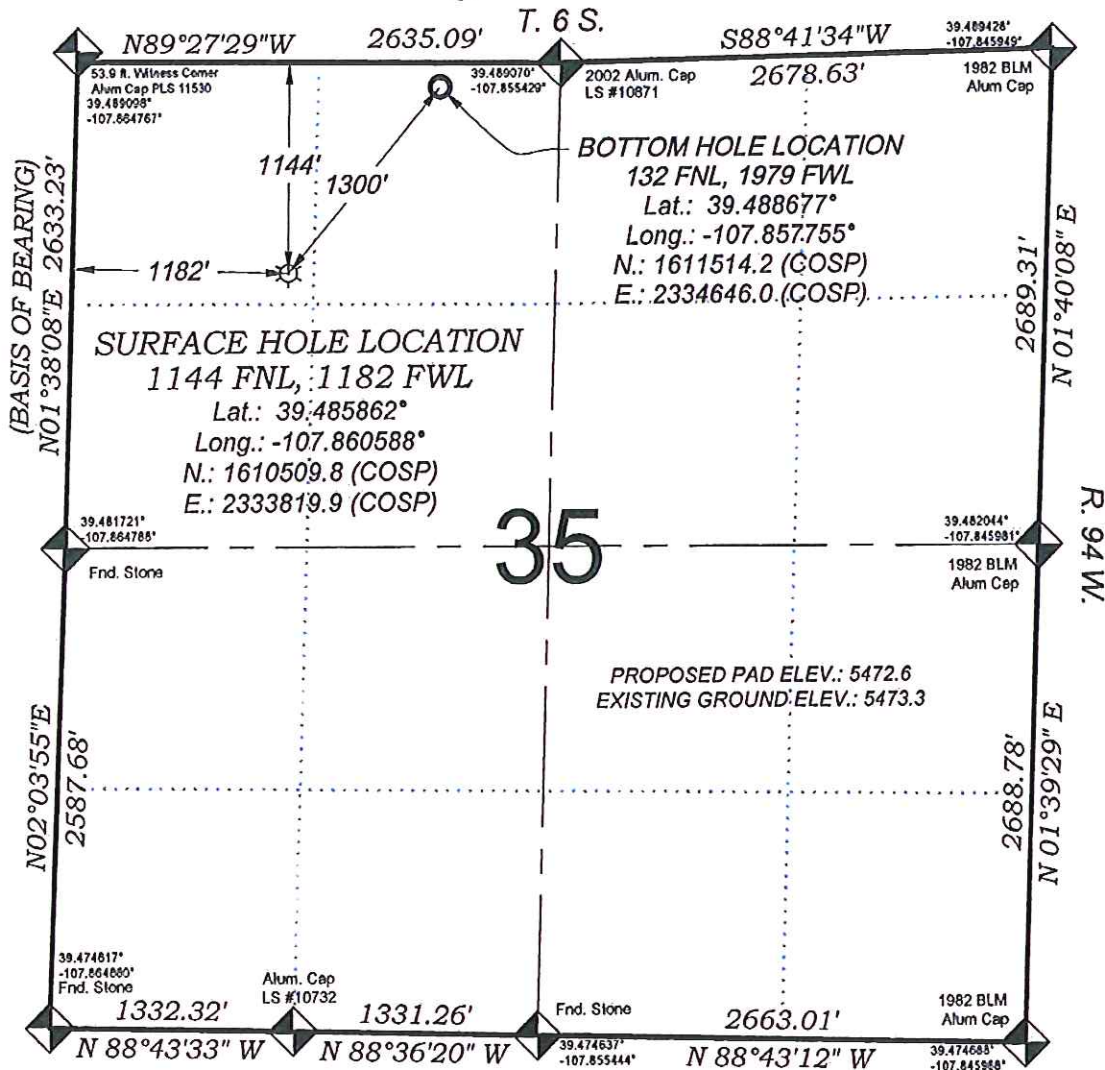 T. 6 S.
N89°27'29"W 2635.09'
S88°41'34"W
2678.63'
39.489428°
-107.845949°
1982 BLM
Alum Cap
53.9 ft. Witness Corner
Alum Cap PLS 11530
39.489098°
-107.864767°
39.489070°
-107.855429°
2002 Alum. Cap
LS #10871
1144'
1300'
1182'
BOTTOM HOLE LOCATION
132 FNL, 1979 FWL
Lat.: 39.488677°
Long.: -107.857755°
N.: 1611514.2 (COSP)
E.: 2334646.0 (COSP)
(BASIS OF BEARING)
N01°38'08"E 2633.23'
SURFACE HOLE LOCATION
1144 FNL, 1182 FWL
Lat.: 39.485862°
Long.: -107.860588°
N.: 1610509.8 (COSP)
E.: 2333819.9 (COSP)
2689.31'
N 01°40'08" E
R. 94 W.
39.481721°
-107.864788°
Fnd. Stone
35
39.482044°
-107.845981°
1982 BLM
Alum Cap
PROPOSED PAD ELEV.: 5472.6
EXISTING GROUND ELEV.: 5473.3
N02°03'55"E
2587.68'
2688.78'
N 01°39'29" E
39.474617°
-107.864880°
Fnd. Stone
Alum. Cap
LS #10732
Fnd. Stone
1982 BLM
Alum Cap
1332.32'
N 88°43'33" W
1331.26'
N 88°36'20" W
39.474637°
-107.855444°
2663.01'
N 88°43'12" W
39.474688°
-107.845968°